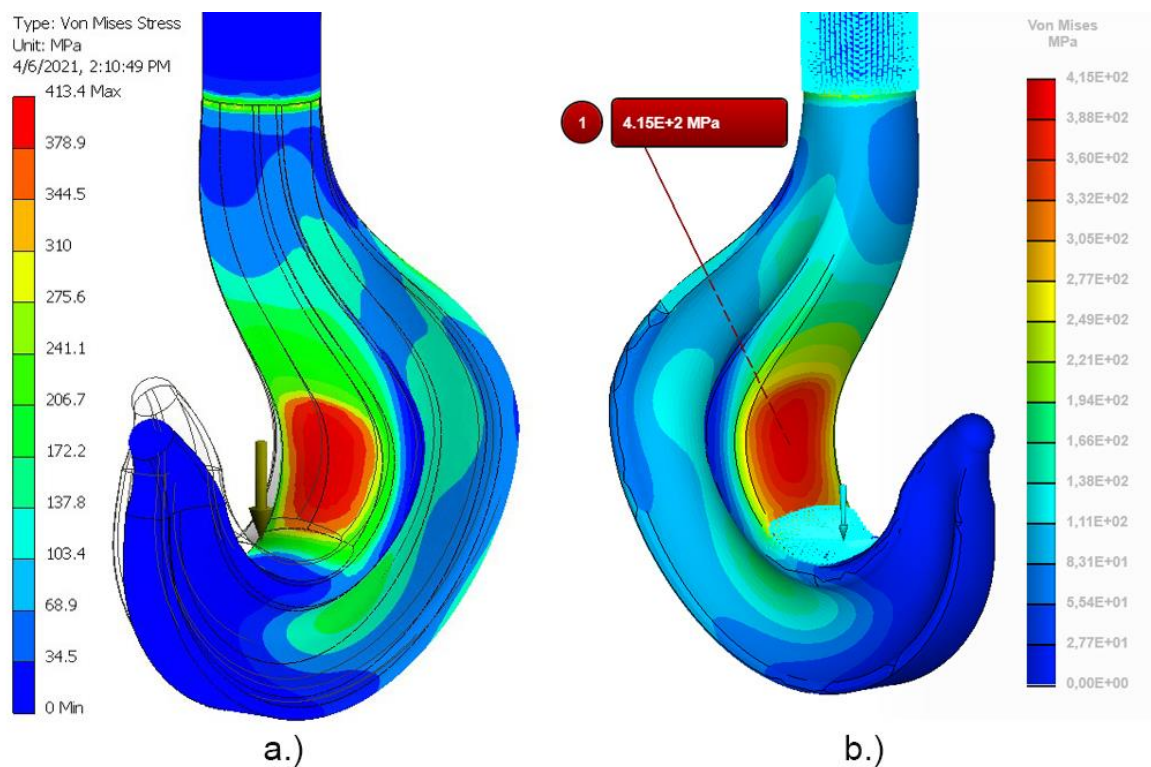 Type: Von Mises Stress
Unit: MPa
4/6/2021, 2:10:49 PM
413.4 Max
378.9
344.5
310
275.6
241.1
206.7
172.2
137.8
103.4
68.9
34.5
0 Min
a.)
1
4.15E+2 MPa
Von Mises
MPa
4,15E+02
3,88E+02
3,60E+02
3,32E+02
3,05E+02
2,77E+02
2,49E+02
2,21E+02
1,94E+02
1,66E+02
1,38E+02
1,11E+02
8,31E+01
5,54E+01
2,77E+01
0,00E+00
b.)